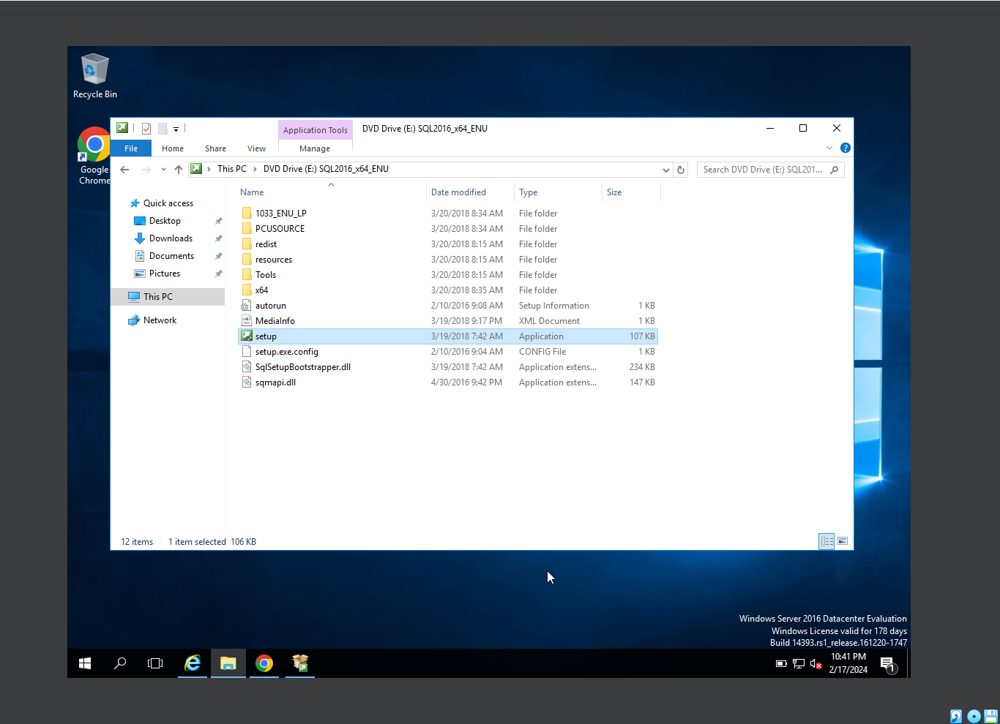 Recycle Bin
Google
Chrome
Application Tools
DVD Drive (E:) SQL2016_x64_ENU
File
Home
Share
View
Manage
This PC
DVD Drive (E:) SQL2016_x64_ENU
Search DVD Drive (E:) SQL201...
Name
Date modified
Type
Size
Quick access
Desktop
Downloads
Documents
Pictures
This PC
Network
1033_ENU_LP 3/20/2018 8:34 AM File folder
PCUSOURCE 3/20/2018 8:34 AM File folder
redist 3/20/2018 8:15 AM File folder
resources 3/20/2018 8:15 AM File folder
Tools 3/20/2018 8:15 AM File folder
x64 3/20/2018 8:35 AM File folder
autorun 2/10/2016 9:08 AM Setup Information 1 KB
MediaInfo 3/19/2018 9:17 PM XML Document 1 KB
setup 3/19/2018 7:42 AM Application 107 KB
setup.exe.config 2/10/2016 9:04 AM CONFIG File 1 KB
SqlSetupBootstrapper.dll 3/19/2018 7:42 AM Application extens... 234 KB
sqmapi.dll 4/30/2016 9:42 PM Application extens... 147 KB
12 items 1 item selected 106 KB
Windows Server 2016 Datacenter Evaluation
Windows License valid for 178 days
Build 14393.rs1_release.161220-1747
10:41 PM
2/17/2024
1